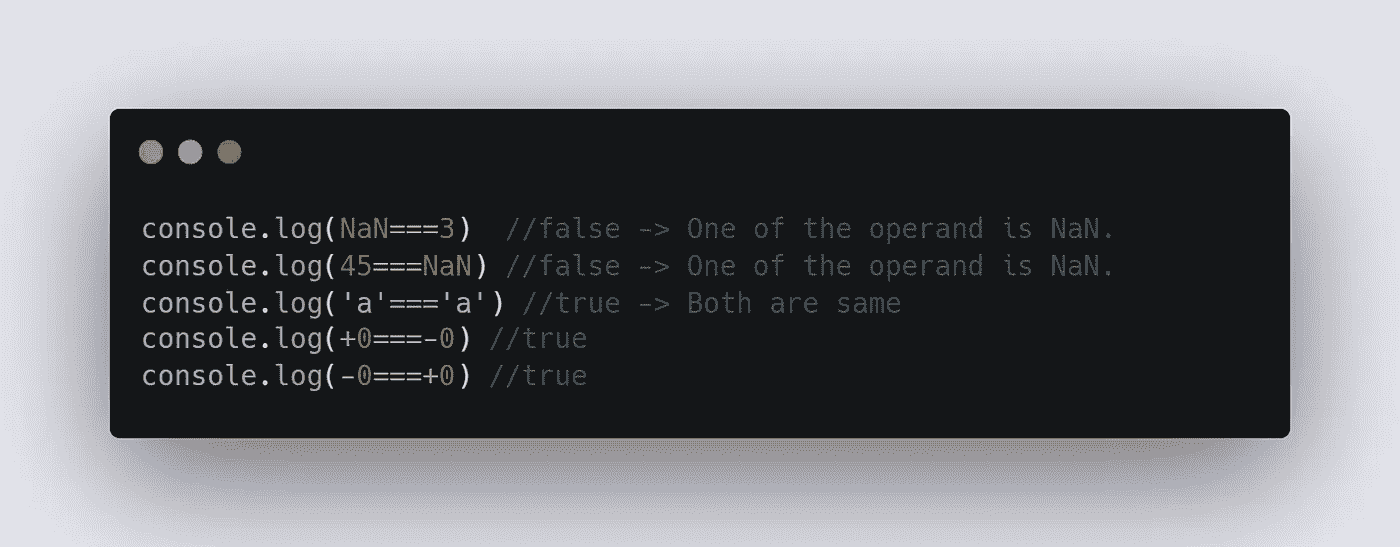 console.log(NaN===3)  //false -> One of the operand is NaN.
console.log(45===NaN) //false -> One of the operand is NaN.
console.log('a'==='a') //true -> Both are same
console.log(+0===-0) //true
console.log(-0===+0) //true